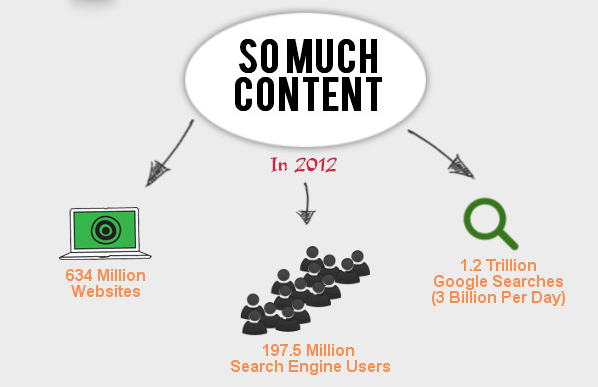 SO MUCH
CONTENT
In 2012
634 Million
Websites
197.5 Million
Search Engine Users
1.2 Trillion
Google Searches
(3 Billion Per Day)